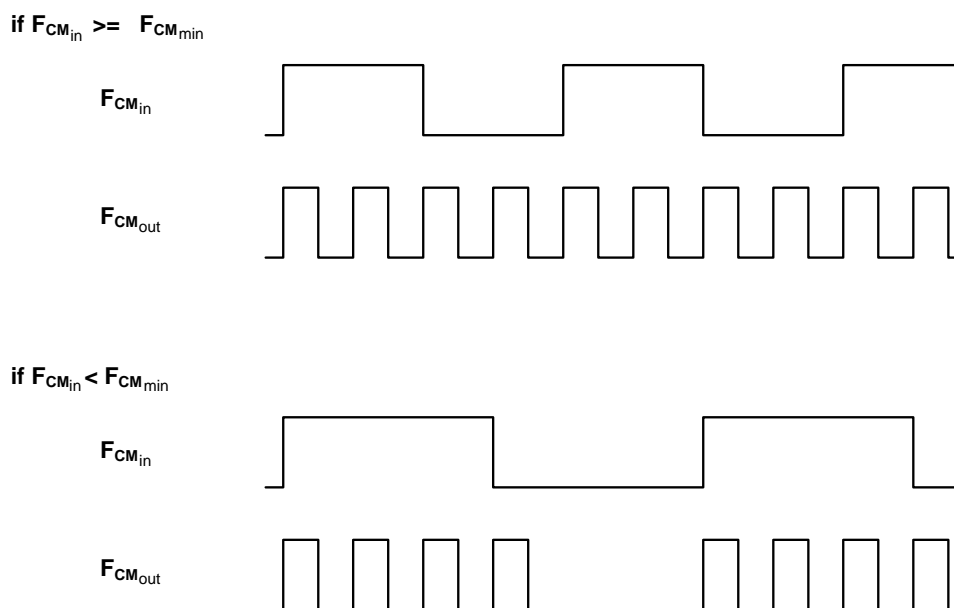 if FCMin >= FCMmin
FCMin
FCMout
if FCMin < FCMmin
FCMin
FCMout